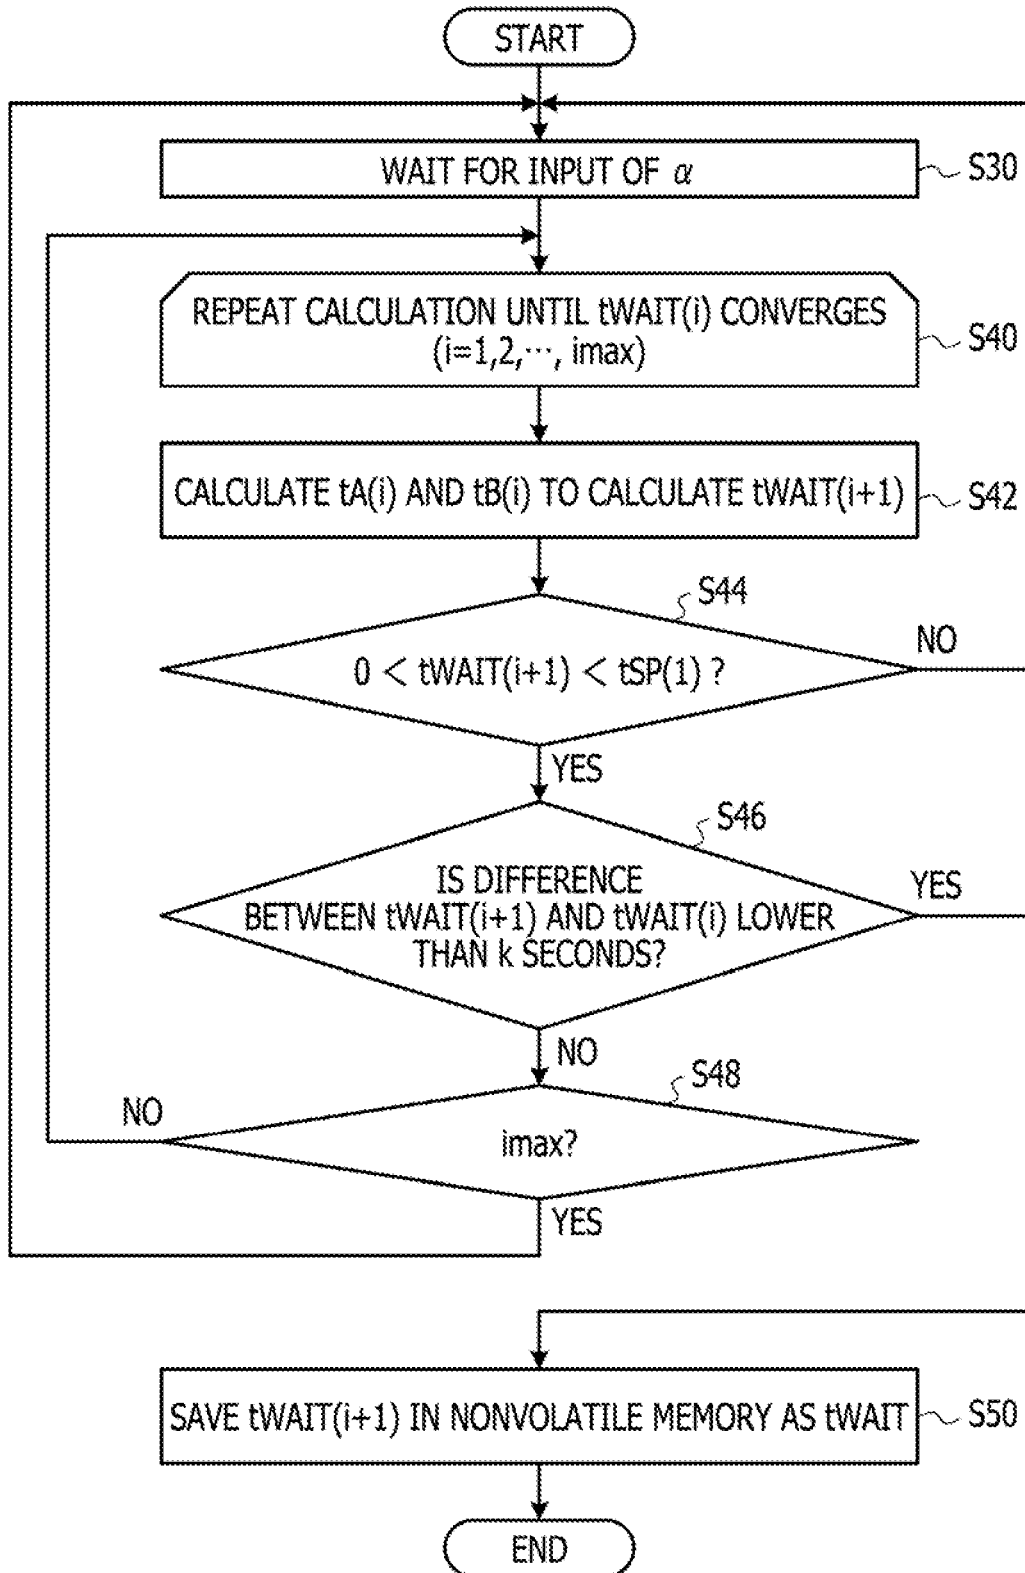 START
WAIT FOR INPUT OF α
S30
REPEAT CALCULATION UNTIL tWAIT(i) CONVERGES
(i=1,2,⋯, imax)
S40
CALCULATE tA(i) AND tB(i) TO CALCULATE tWAIT(i+1)
S42
S44
0 < tWAIT(i+1) < tSP(1) ?
NO
YES
S46
IS DIFFERENCE
BETWEEN tWAIT(i+1) AND tWAIT(i) LOWER
THAN k SECONDS?
YES
NO
S48
NO
imax?
YES
SAVE tWAIT(i+1) IN NONVOLATILE MEMORY AS tWAIT
S50
END